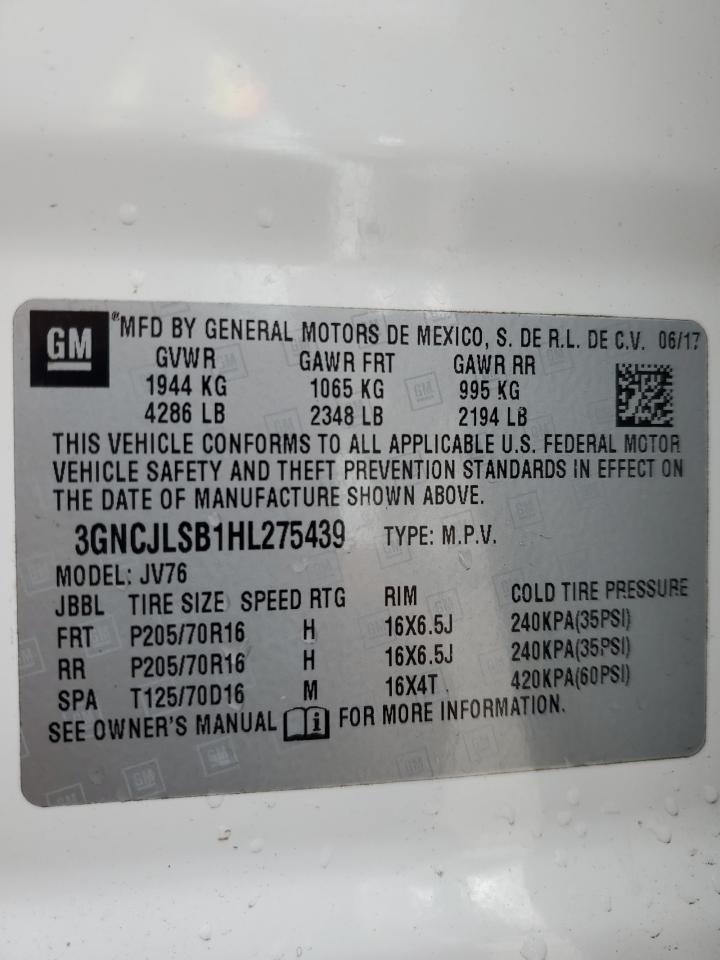 GM ®MFD BY GENERAL MOTORS DE MEXICO, S. DE R.L. DE C.V. 06/17
GVWR GAWR FRT GAWR RR
1944 KG 1065 KG 995 KG
4286 LB 2348 LB 2194 LB
THIS VEHICLE CONFORMS TO ALL APPLICABLE U.S. FEDERAL MOTOR
VEHICLE SAFETY AND THEFT PREVENTION STANDARDS IN EFFECT ON
THE DATE OF MANUFACTURE SHOWN ABOVE.
3GNCJLSB1HL275439 TYPE: M.P.V.
MODEL: JV76
JBBL TIRE SIZE SPEED RTG RIM COLD TIRE PRESSURE
FRT P205/70R16 H 16X6.5J 240KPA(35PSI)
RR P205/70R16 H 16X6.5J 240KPA(35PSI)
SPA T125/70D16 M 16X4T 420KPA(60PSI)
SEE OWNER'S MANUAL i FOR MORE INFORMATION.